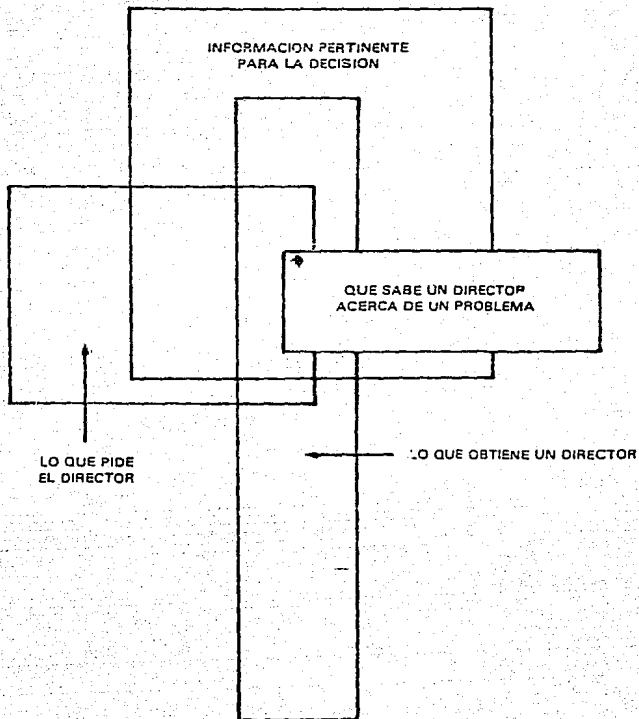 INFORMACION PERTINENTE
PARA LA DECISION
QUE SABE UN DIRECTOR
ACERCA DE UN PROBLEMA
LO QUE PIDE
EL DIRECTOR
LO QUE OBTIENE UN DIRECTOR